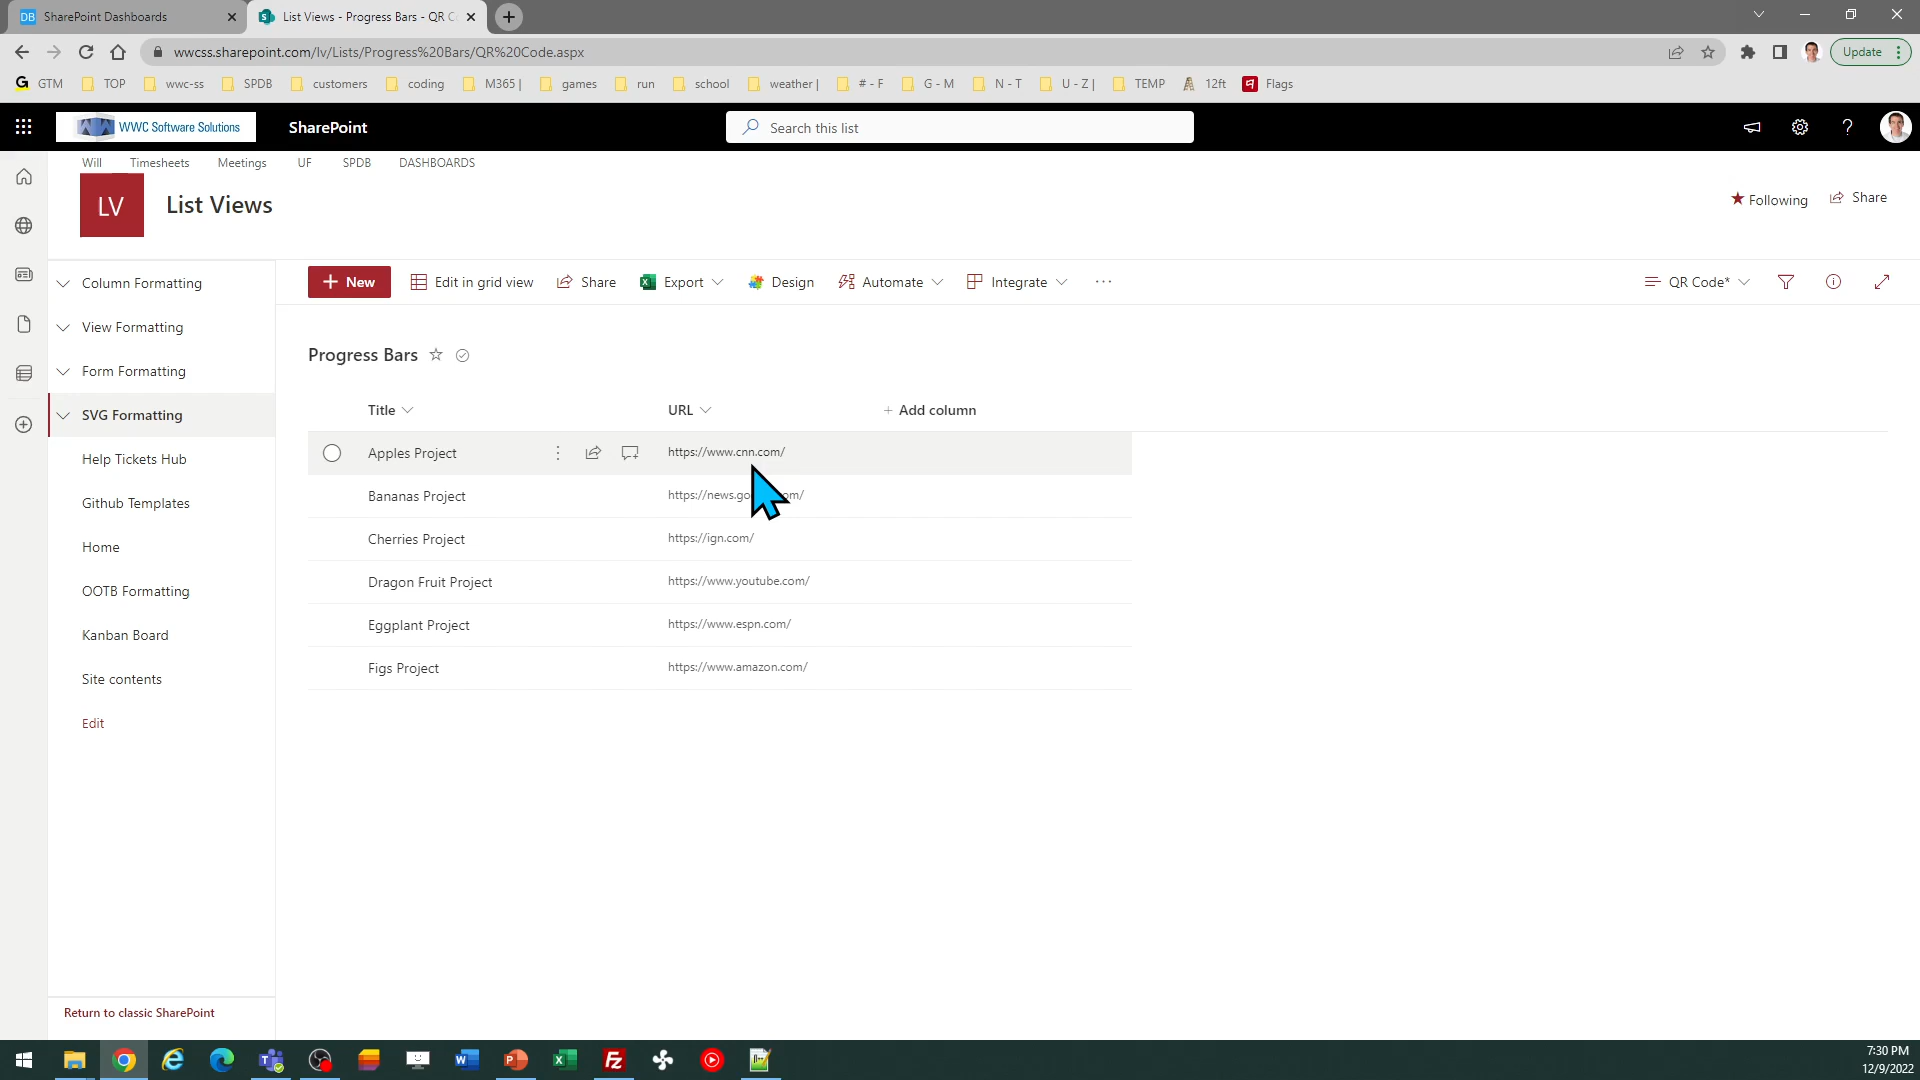 DB SharePoint Dashboards
List Views - Progress Bars - QR C
wwcss.sharepoint.com/lv/Lists/Progress%20Bars/QR%20Code.aspx
Update
G GTM TOP wwc-ss SPDB customers coding M365 | games run school weather | # - F G - M N - T U - Z | TEMP 12ft Flags
WWC Software Solutions SharePoint Search this list
Will Timesheets Meetings UF SPDB DASHBOARDS
LV List Views
Following Share
Column Formatting
View Formatting
Form Formatting
SVG Formatting
Help Tickets Hub
Github Templates
Home
OOTB Formatting
Kanban Board
Site contents
Edit
Return to classic SharePoint
+ New Edit in grid view Share Export Design Automate Integrate ··· QR Code*
Progress Bars
Title URL + Add column
Apples Project https://www.cnn.com/
Bananas Project https://news.go om/
Cherries Project https://ign.com/
Dragon Fruit Project https://www.youtube.com/
Eggplant Project https://www.espn.com/
Figs Project https://www.amazon.com/
7:30 PM
12/9/2022